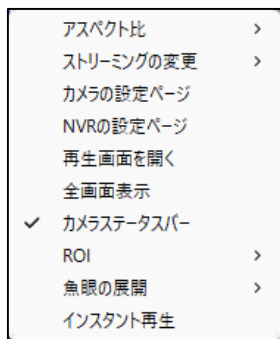 アスペクト比
ストリーミングの変更
カメラの設定ページ
NVRの設定ページ
再生画面を開く
全画面表示
カメラステータスバー
ROI
魚眼の展開
インスタント再生